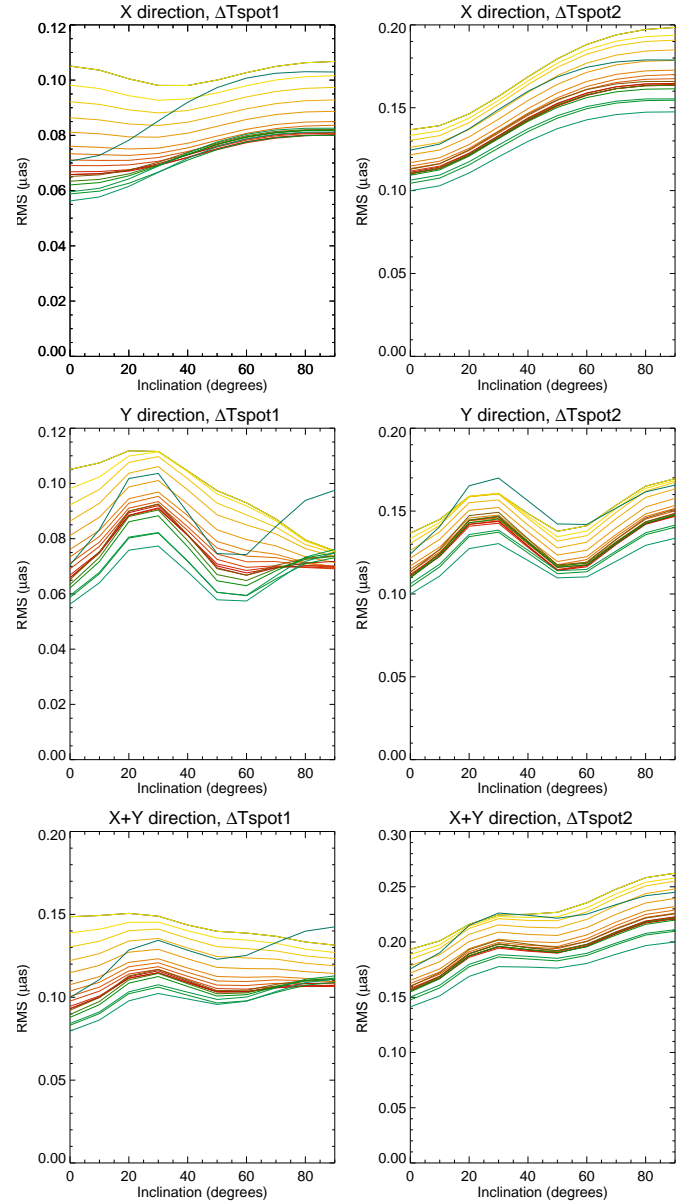 X direction, ΔTspot1
0.12
0.10
0.08
0.06
0.04
0.02
0.00
RMS (μas)
0 20 40 60 80
Inclination (degrees)
X direction, ΔTspot2
0.20
0.15
0.10
0.05
0.00
RMS (μas)
0 20 40 60 80
Inclination (degrees)
Y direction, ΔTspot1
0.12
0.10
0.08
0.06
0.04
0.02
0.00
RMS (μas)
0 20 40 60 80
Inclination (degrees)
Y direction, ΔTspot2
0.20
0.15
0.10
0.05
0.00
RMS (μas)
0 20 40 60 80
Inclination (degrees)
X+Y direction, ΔTspot1
0.20
0.15
0.10
0.05
0.00
RMS (μas)
0 20 40 60 80
Inclination (degrees)
X+Y direction, ΔTspot2
0.30
0.25
0.20
0.15
0.10
0.05
0.00
RMS (μas)
0 20 40 60 80
Inclination (degrees)